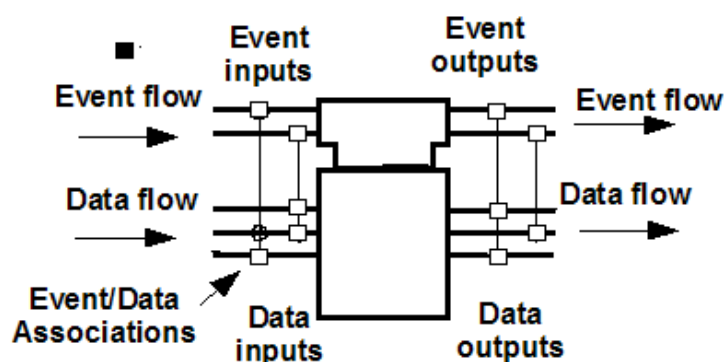 Event
inputs
Event
outputs
Event flow
Event flow
Data flow
Data flow
Event/Data
Associations
Data
inputs
Data
outputs